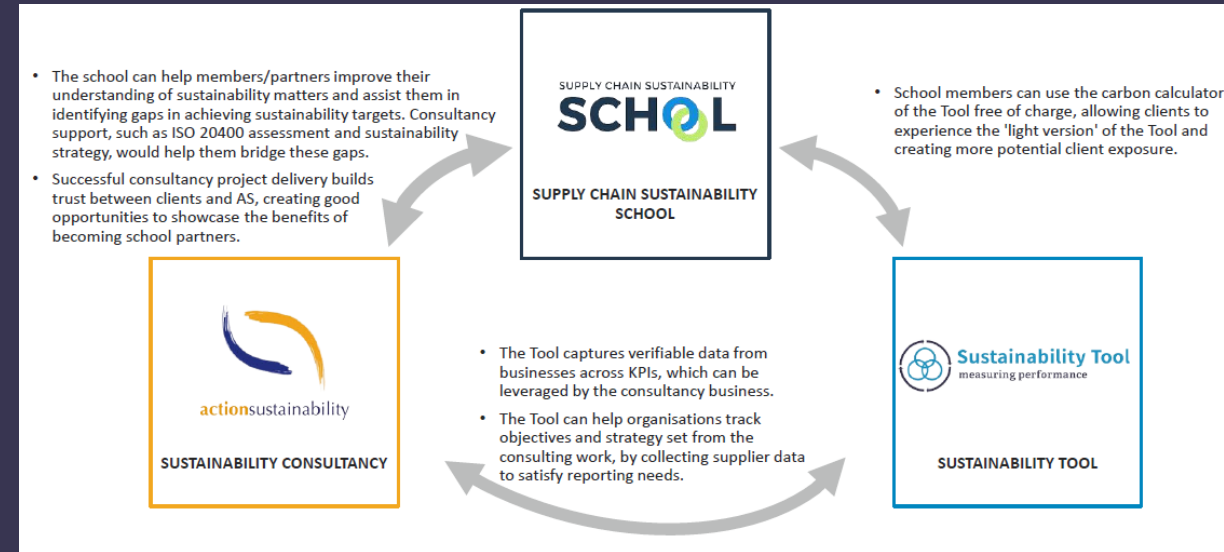 • The school can help members/partners improve their
understanding of sustainability matters and assist them in
identifying gaps in achieving sustainability targets. Consultancy
support, such as ISO 20400 assessment and sustainability
strategy, would help them bridge these gaps.
• Successful consultancy project delivery builds
trust between clients and AS, creating good
opportunities to showcase the benefits of
becoming school partners.
SUPPLY CHAIN SUSTAINABILITY
SCHOOL
SUPPLY CHAIN SUSTAINABILITY
SCHOOL
• School members can use the carbon calculator
of the Tool free of charge, allowing clients to
experience the 'light version' of the Tool and
creating more potential client exposure.
actionsustainability
SUSTAINABILITY CONSULTANCY
• The Tool captures verifiable data from
businesses across KPIs, which can be
leveraged by the consultancy business.
• The Tool can help organisations track
objectives and strategy set from the
consulting work, by collecting supplier data
to satisfy reporting needs.
Sustainability Tool
measuring performance
SUSTAINABILITY TOOL